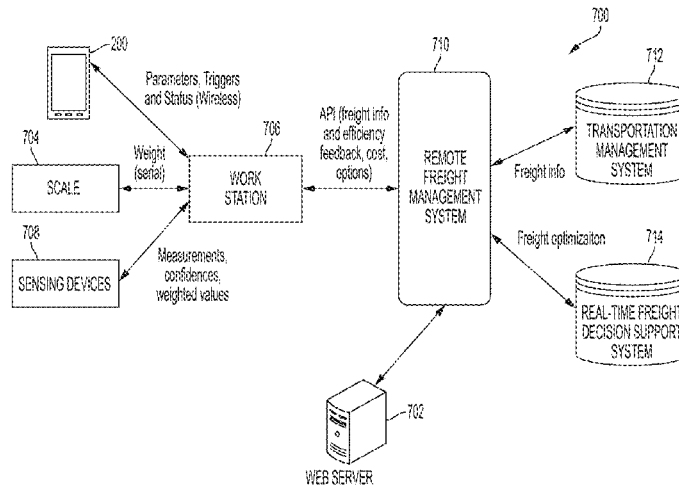 200
700
710
712
Parameters, Triggers
and Status (Wireless)
API (freight info
and efficiency
feedback, cost,
options)
704
706
TRANSPORTATION
MANAGEMENT
SYSTEM
SCALE
Weight
(serial)
WORK
STATION
REMOTE
FREIGHT
MANAGEMENT
SYSTEM
Freight info
708
Freight optimizaiton
714
SENSING DEVICES
Measurements,
confidences,
weighted values
REAL-TIME FREIGHT
DECISION SUPPORT
SYSTEM
702
WEB SERVER